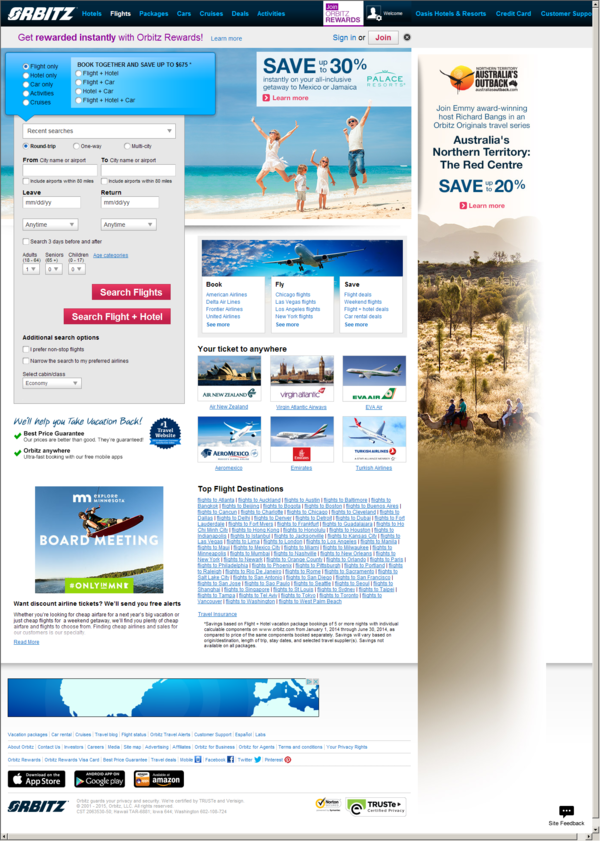 ORBITZ
Hotels Flights Packages Cars Cruises Deals Activities
JOIN ORBITZ REWARDS
Welcome
Oasis Hotels & Resorts Credit Card Customer Suppo
Get rewarded instantly with Orbitz Rewards! Learn more
Sign in or Join
Flight only
Hotel only
Car only
Activities
Cruises
BOOK TOGETHER AND SAVE UP TO $675 *
Flight + Hotel
Flight + Car
Hotel + Car
Flight + Hotel + Car
Recent searches
Round-trip One-way Multi-city
From City name or airport To City name or airport
Include airports within 80 miles Include airports within 80 miles
Leave Return
mm/dd/yy mm/dd/yy
Anytime Anytime
Search 3 days before and after
Adults (18 - 64) Seniors (65 +) Children (0 - 17) Age categories
1 0 0
Search Flights
Search Flight + Hotel
Additional search options
I prefer non-stop flights
Narrow the search to my preferred airlines
Select cabin/class
Economy
SAVE up to 30%
instantly on your all-inclusive
getaway to Mexico or Jamaica
Learn more
PALACE RESORTS
NORTHERN TERRITORY
AUSTRALIA'S OUTBACK
australiasoutback.com
Join Emmy award-winning
host Richard Bangs in an
Orbitz Originals travel series
Australia's
Northern Territory:
The Red Centre
SAVE up to 20%
Learn more
Book
American Airlines
Delta Air Lines
Frontier Airlines
United Airlines
See more
Fly
Chicago flights
Las Vegas flights
Los Angeles flights
New York flights
See more
Save
Flight deals
Weekend flights
Flight + hotel deals
Car rental deals
See more
Your ticket to anywhere
AIR NEW ZEALAND
virgin atlantic
EVA AIR
Air New Zealand Virgin Atlantic Airways EVA Air
AEROMEXICO
Emirates
TURKISH AIRLINES
Aeromexico Emirates Turkish Airlines
We'll help you Take Vacation Back!
Best Price Guarantee
Our prices are better than good. They're guaranteed!
Orbitz anywhere
Ultra-fast booking with our free mobile apps
#1 Travel Website
EXPLORE MINNESOTA
BOARD MEETING
#ONLYinMN
Want discount airline tickets? We'll send you free alerts
Whether you're looking for cheap airfare for a next year's big vacation or
just cheap flights for a weekend getaway, we'll find you plenty of cheap
airfare and flights to choose from. Finding cheap airlines and sales for
our customers is our specialty.
Read More
Top Flight Destinations
flights to Atlanta | flights to Auckland | flights to Austin | flights to Baltimore | flights to
Bangkok | flights to Beijing | flights to Bogota | flights to Boston | flights to Buenos Aires
| flights to Cancun | flights to Charlotte | flights to Chicago | flights to Cleveland | flights to
Dallas | flights to Delhi | flights to Denver | flights to Detroit | flights to Dubai | flights to Fort
Lauderdale | flights to Fort Myers | flights to Frankfurt | flights to Guadalajara | flights to Ho
Chi Minh City | flights to Hong Kong | flights to Honolulu | flights to Houston | flights to
Indianapolis | flights to Istanbul | flights to Jacksonville | flights to Kansas City | flights to
Las Vegas | flights to Lima | flights to London | flights to Los Angeles | flights to Manila
| flights to Maui | flights to Mexico City | flights to Miami | flights to Milwaukee | flights to
Minneapolis | flights to Mumbai | flights to Nashville | flights to New Orleans | flights to
New York | flights to Newark | flights to Orange County | flights to Orlando | flights to Paris
| flights to Philadelphia | flights to Phoenix | flights to Pittsburgh | flights to Portland | flights
to Raleigh | flights to Rio De Janeiro | flights to Rome | flights to Sacramento | flights to
Salt Lake City | flights to San Antonio | flights to San Diego | flights to San Francisco |
flights to San Jose | flights to Sao Paulo | flights to Seattle | flights to Seoul | flights to
Shanghai | flights to Singapore | flights to St Louis | flights to Sydney | flights to Taipei |
flights to Tampa | flights to Tel Aviv | flights to Tokyo | flights to Toronto | flights to
Vancouver | flights to Washington | flights to West Palm Beach
Travel Insurance
*Savings based on Flight + Hotel vacation package bookings of 5 or more nights with individual
calculable components on www.orbitz.com from January 1, 2014 through June 30, 2014, as
compared to price of the same components booked separately. Savings will vary based on
origin/destination, length of trip, stay dates, and selected travel supplier(s). Savings not
available on all packages.
Vacation packages | Car rental | Cruises | Travel blog | Flight status | Orbitz Travel Alerts | Customer Support | Español | Labs
About Orbitz | Contact Us | Investors | Careers | Media | Site map | Advertising | Affiliates | Orbitz for Business | Orbitz for Agents | Terms and conditions | Your Privacy Rights
Orbitz Rewards | Orbitz Rewards Visa Card | Best Price Guarantee | Travel deals | Mobile Facebook Twitter Pinterest
Download on the App Store
ANDROID APP ON Google play
Available at amazon
ORBITZ
Orbitz guards your privacy and security. We're certified by TRUSTe and Verisign.
© 2001 - 2015, Orbitz, LLC. All rights reserved.
Norton
TRUSTe
Certified Privacy
Site Feedback